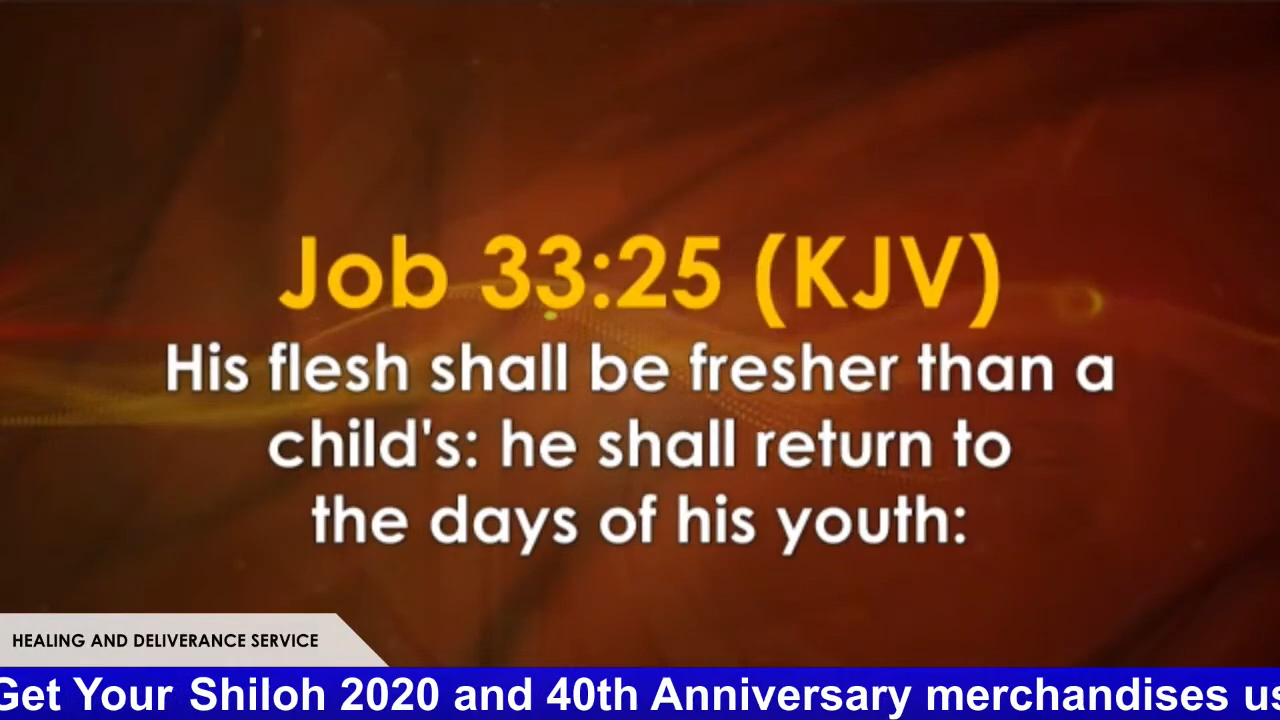 Job 33:25 (KJV)
His flesh shall be fresher than a
child's: he shall return to
the days of his youth:
HEALING AND DELIVERANCE SERVICE
Get Your Shiloh 2020 and 40th Anniversary merchandises us